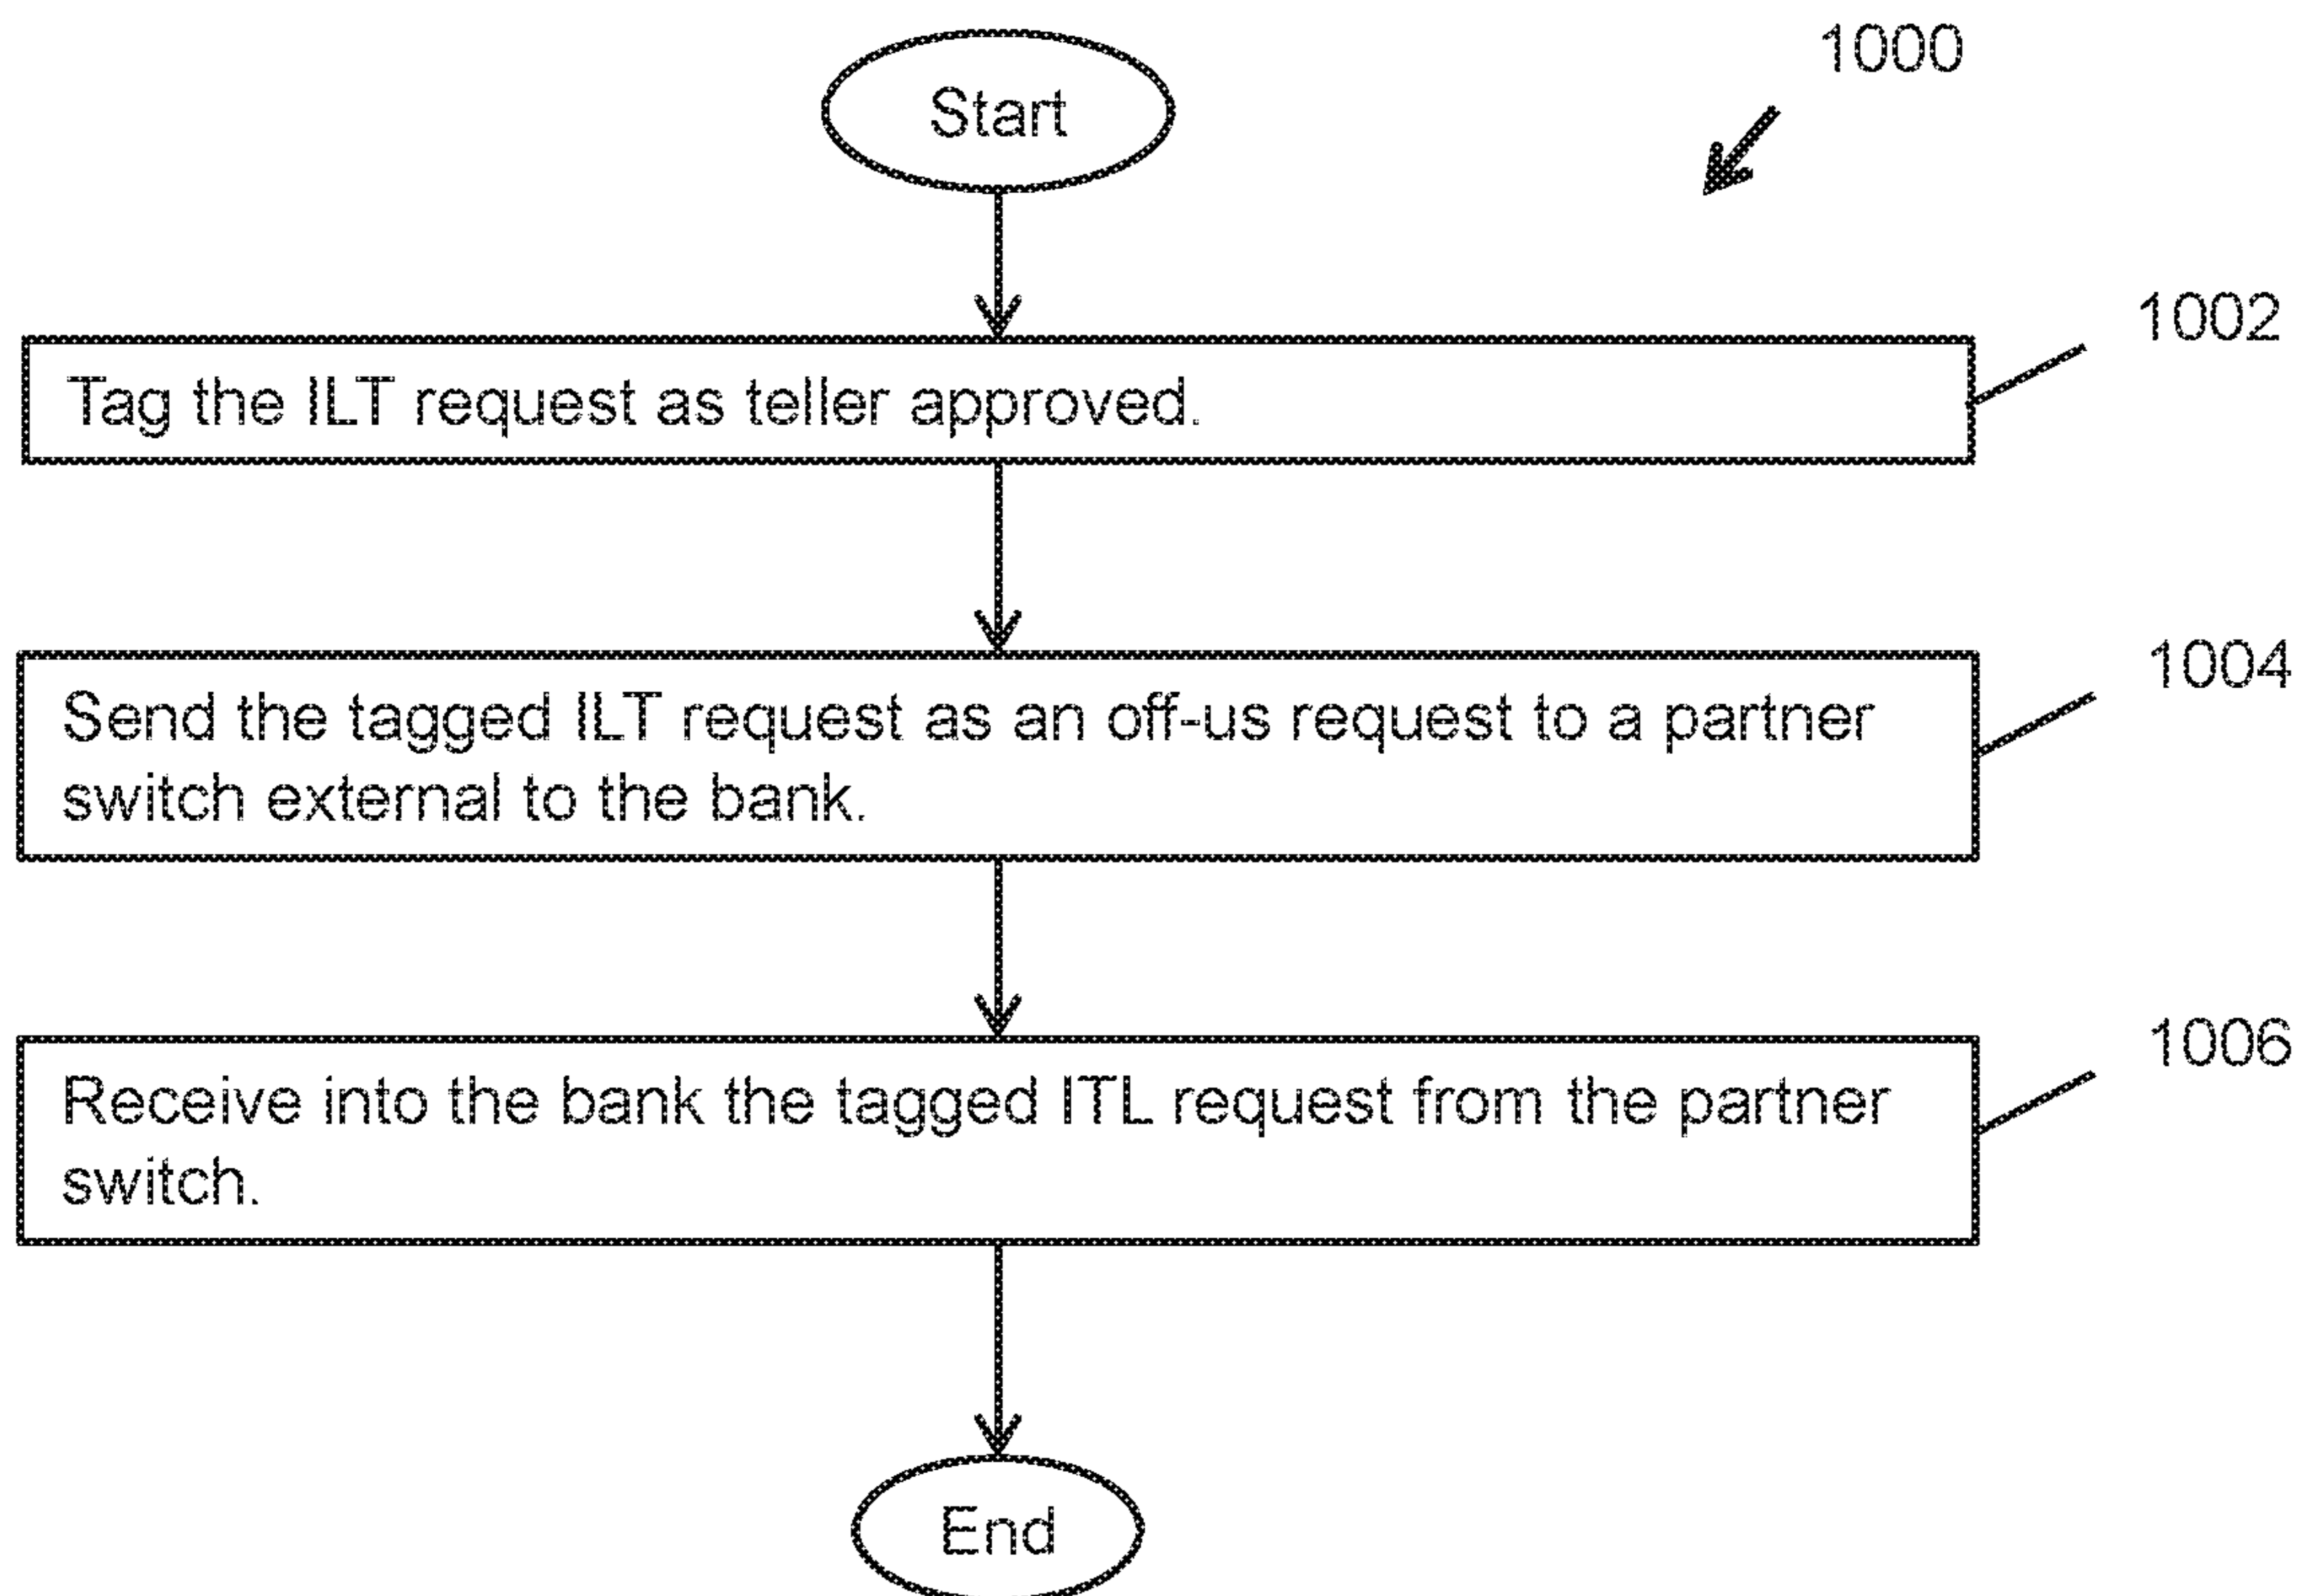 Start
1000
1002
Tag the ILT request as teller approved.
1004
Send the tagged ILT request as an off-us request to a partner
switch external to the bank.
1006
Receive into the bank the tagged ITL request from the partner
switch.
End